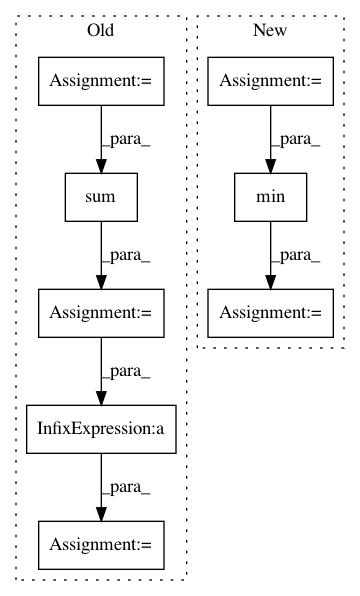 Old
New
Assignment:=
Assignment:=
_para_
_para_
sum
min
_para_
_para_
Assignment:=
Assignment:=
_para_
InfixExpression:a
_para_
Assignment:=